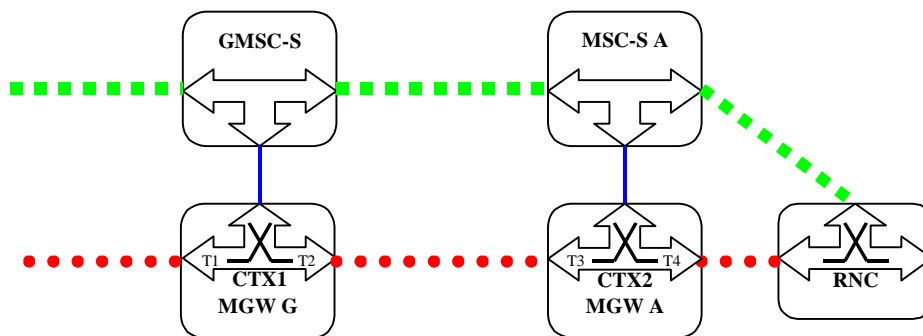 GMSC-S
MSC-S A
T1 T2
CTX1
MGW G
T3 T4
CTX2
MGW A
RNC